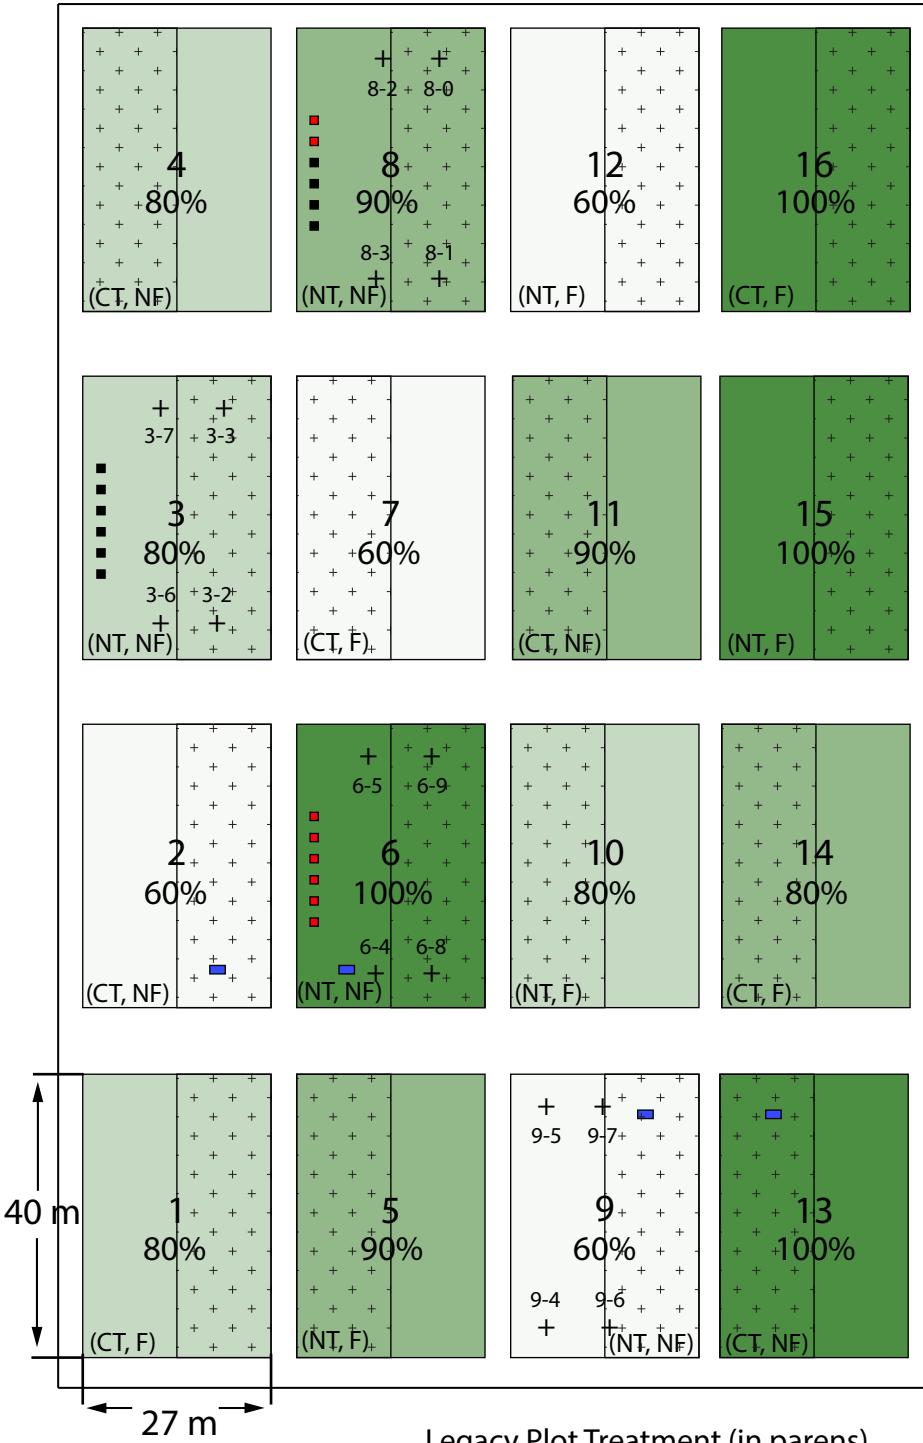 4
80%
(CT, NF)
8-2 8-0
8
90%
8-3 8-1
(NT, NF)
12
60%
(NT, F)
16
100%
(CT, F)
3-7 3-3
3
80%
3-6 3-2
(NT, NF)
7
60%
(CT, F)
11
90%
(CT, NF)
15
100%
(NT, F)
2
60%
(CT, NF)
6-5 6-9
6
100%
6-4 6-8
(NT, NF)
10
80%
(NT, F)
14
80%
(CT, F)
40 m
1
80%
(CT, F)
5
90%
(NT, F)
9-5 9-7
9
60%
9-4 9-6
(NT, NF)
13
100%
(CT, NF)
27 m
Legacy Plot Treatment (in parens)